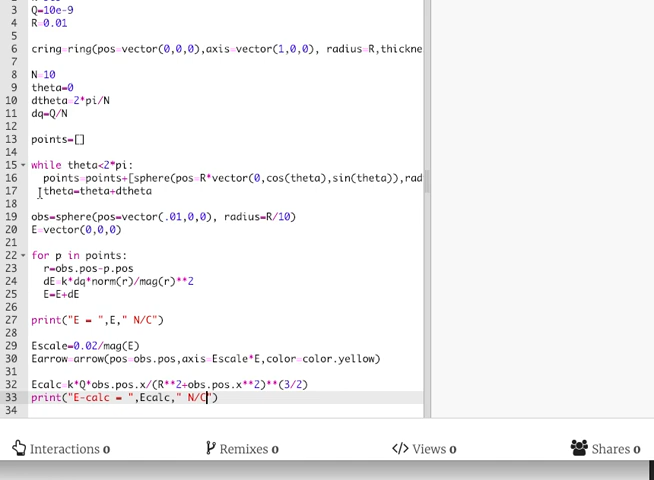 3 Q=10e-9
4 R=0.01
5
6 cring=ring(pos=vector(0,0,0),axis=vector(1,0,0), radius=R,thickne
7
8 N=10
9 theta=0
10 dtheta=2*pi/N
11 dq=Q/N
12
13 points=[]
14
15 while theta<2*pi:
16 points=points+[sphere(pos=R*vector(0,cos(theta),sin(theta)),rad
17 theta=theta+dtheta
18
19 obs=sphere(pos=vector(.01,0,0), radius=R/10)
20 E=vector(0,0,0)
21
22 for p in points:
23 r=obs.pos-p.pos
24 dE=k*dq*norm(r)/mag(r)**2
25 E=E+dE
26
27 print("E = ",E," N/C")
28
29 Escale=0.02/mag(E)
30 Earrow=arrow(pos=obs.pos,axis=Escale*E,color=color.yellow)
31
32 Ecalc=k*Q*obs.pos.x/(R**2+obs.pos.x**2)**(3/2)
33 print("E-calc = ",Ecalc," N/C")
34
Interactions 0 Remixes 0 </> Views 0 Shares 0